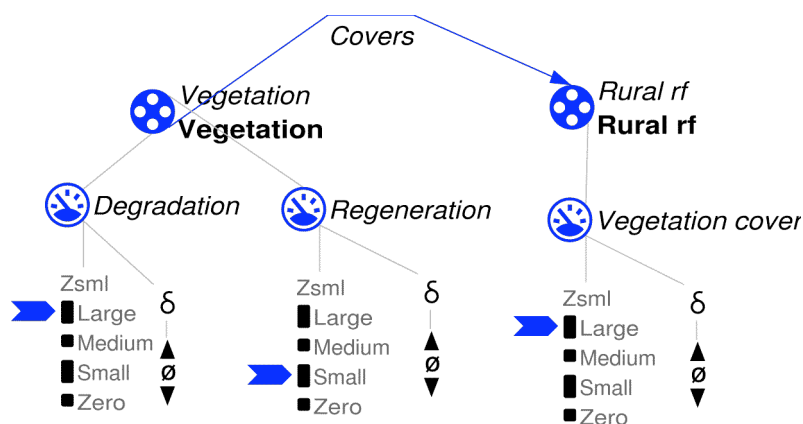 Covers
Vegetation
Vegetation
Rural rf
Rural rf
Degradation
Regeneration
Vegetation cover
Zsml
Large
Medium
Small
Zero
δ
ø
Zsml
Large
Medium
Small
Zero
δ
ø
Zsml
Large
Medium
Small
Zero
δ
ø